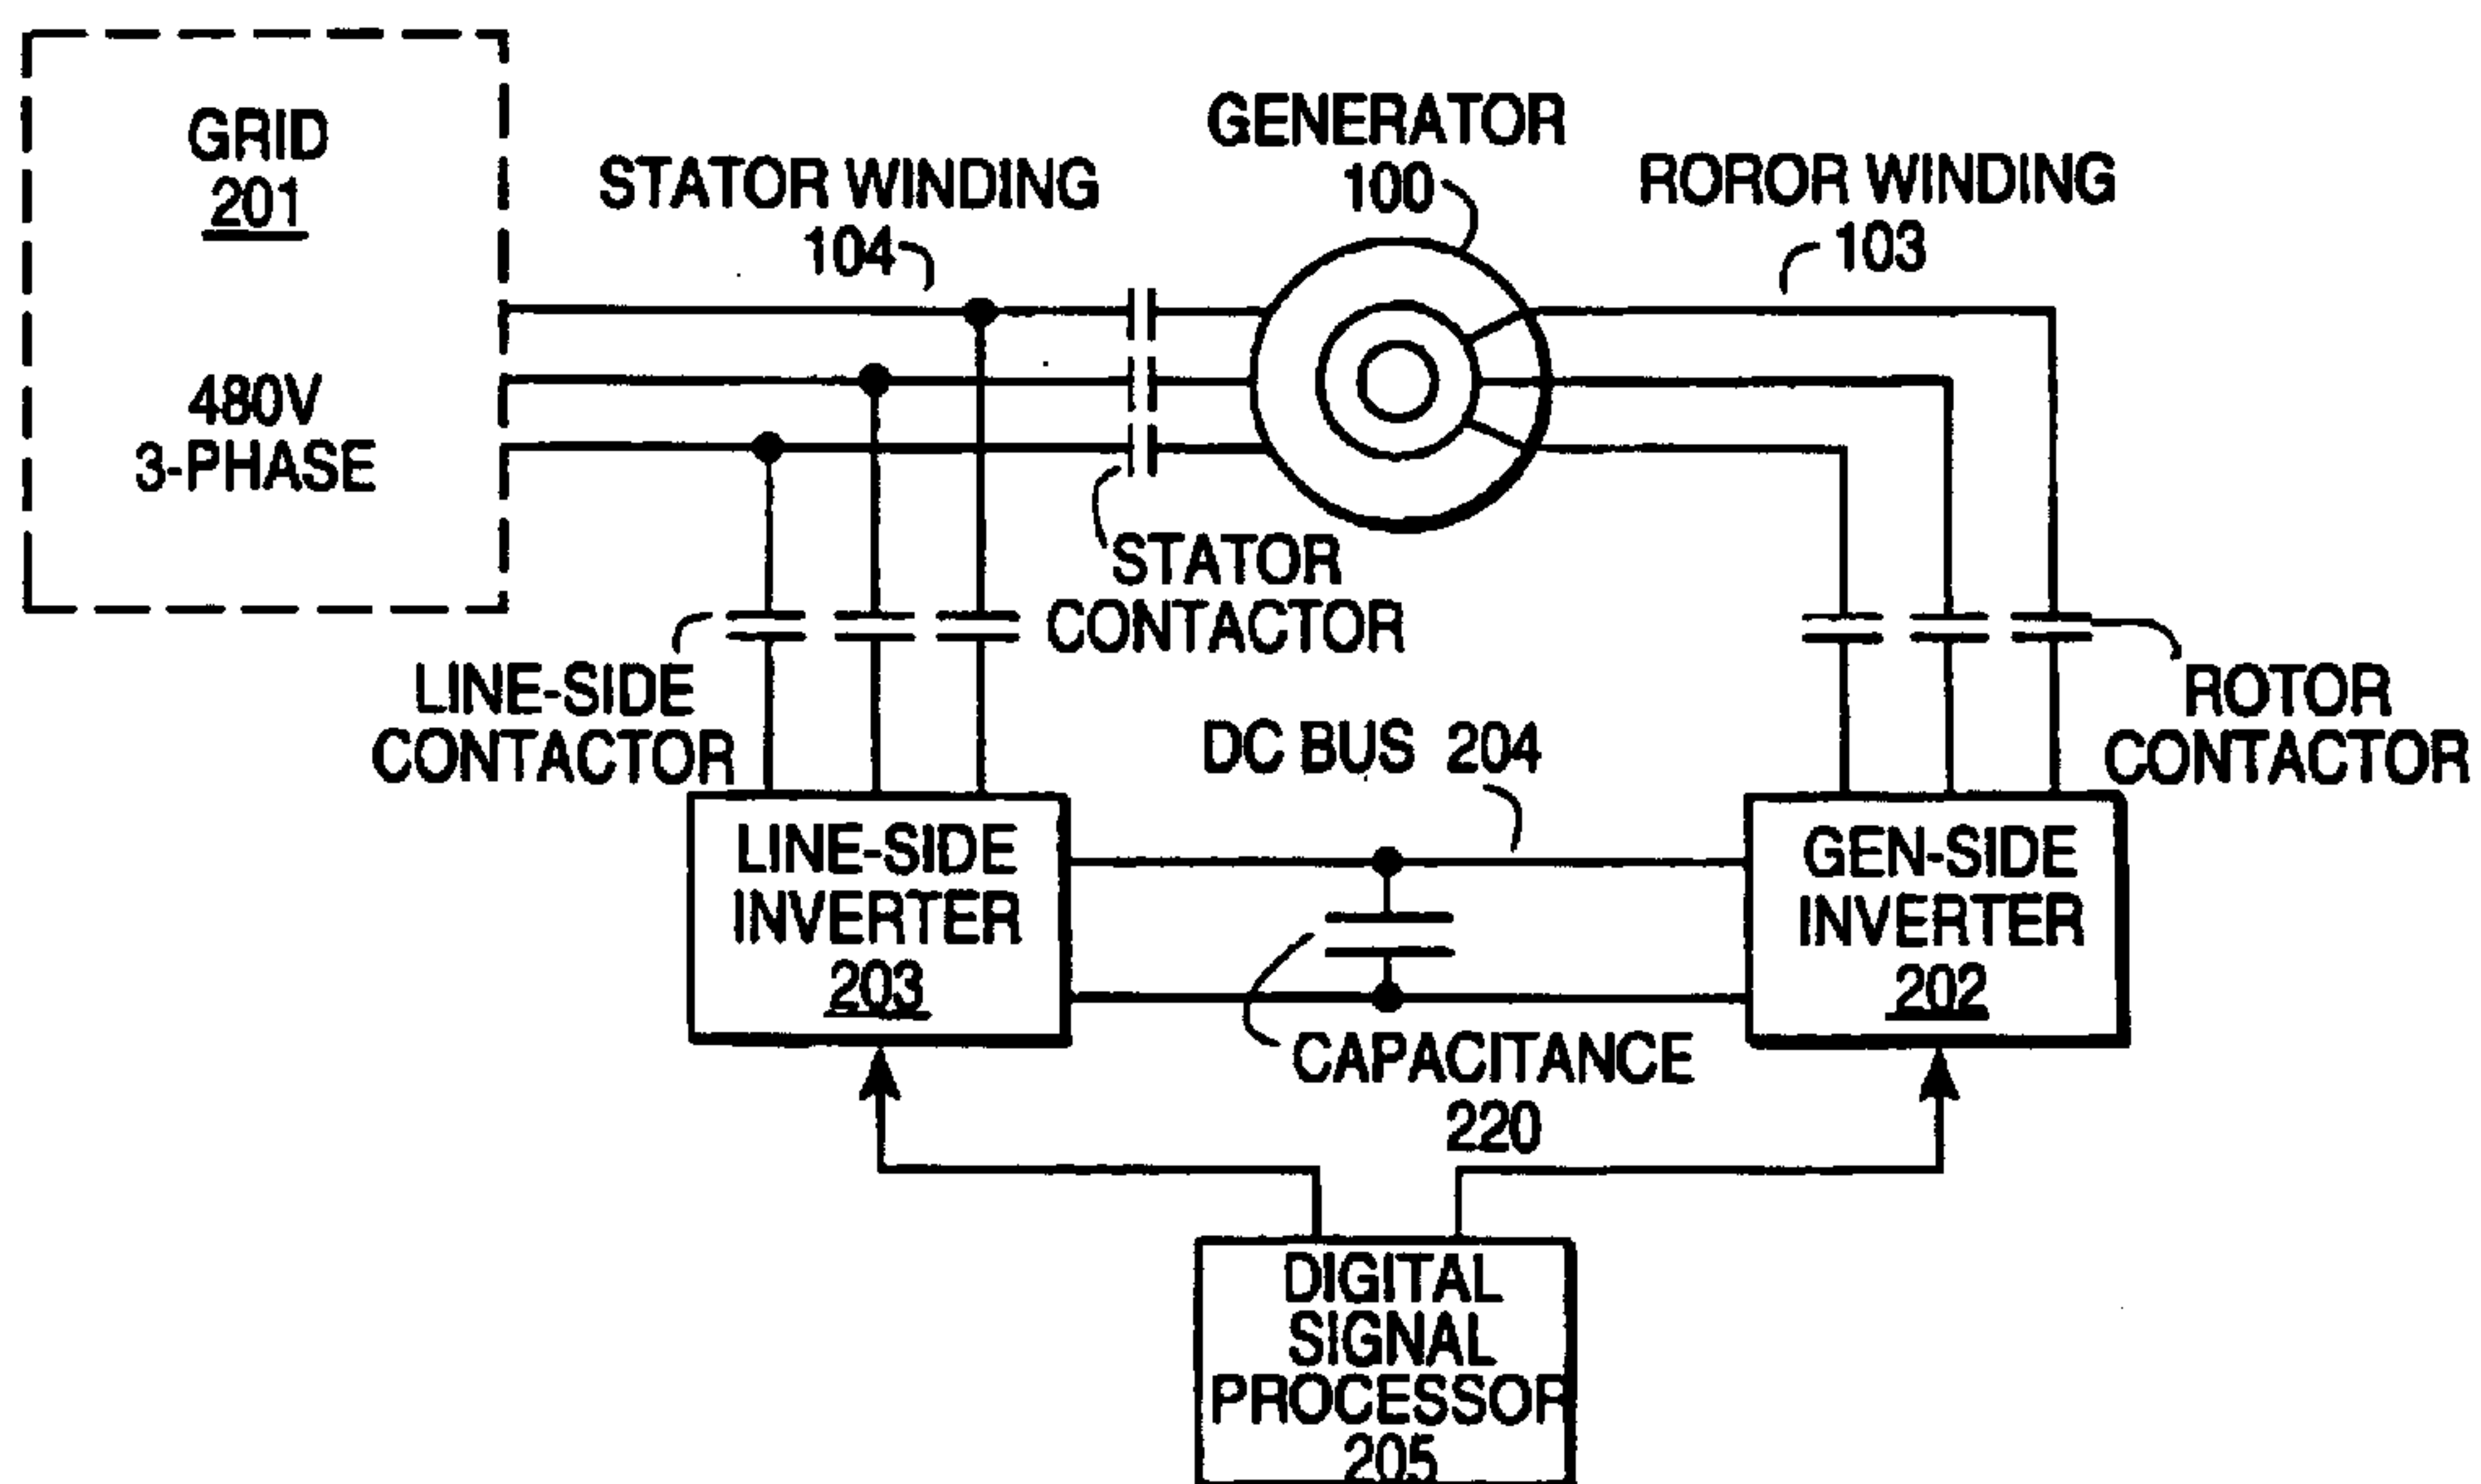 GRID
201
480V
3-PHASE
STATOR WINDING
104
GENERATOR
100
ROROR WINDING
103
STATOR
CONTACTOR
LINE-SIDE
CONTACTOR
ROTOR
CONTACTOR
DC BUS 204
LINE-SIDE
INVERTER
203
GEN-SIDE
INVERTER
202
CAPACITANCE
220
DIGITAL
SIGNAL
PROCESSOR
205